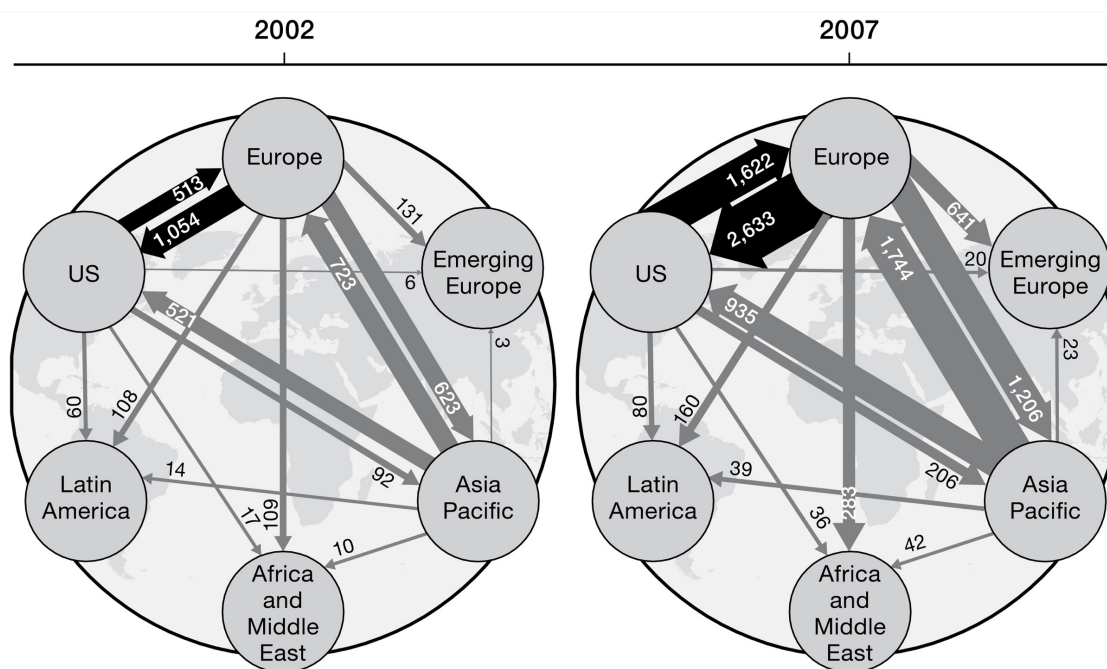 2002
2007
Europe
513
1,054
131
US
Emerging
Europe
6
723
527
3
623
60
108
92
14
Latin
America
Asia
Pacific
17
109
10
Africa
and
Middle
East
Europe
1,622
2,633
641
US
Emerging
Europe
20
1,744
935
23
1,206
80
160
206
39
Latin
America
Asia
Pacific
36
283
42
Africa
and
Middle
East